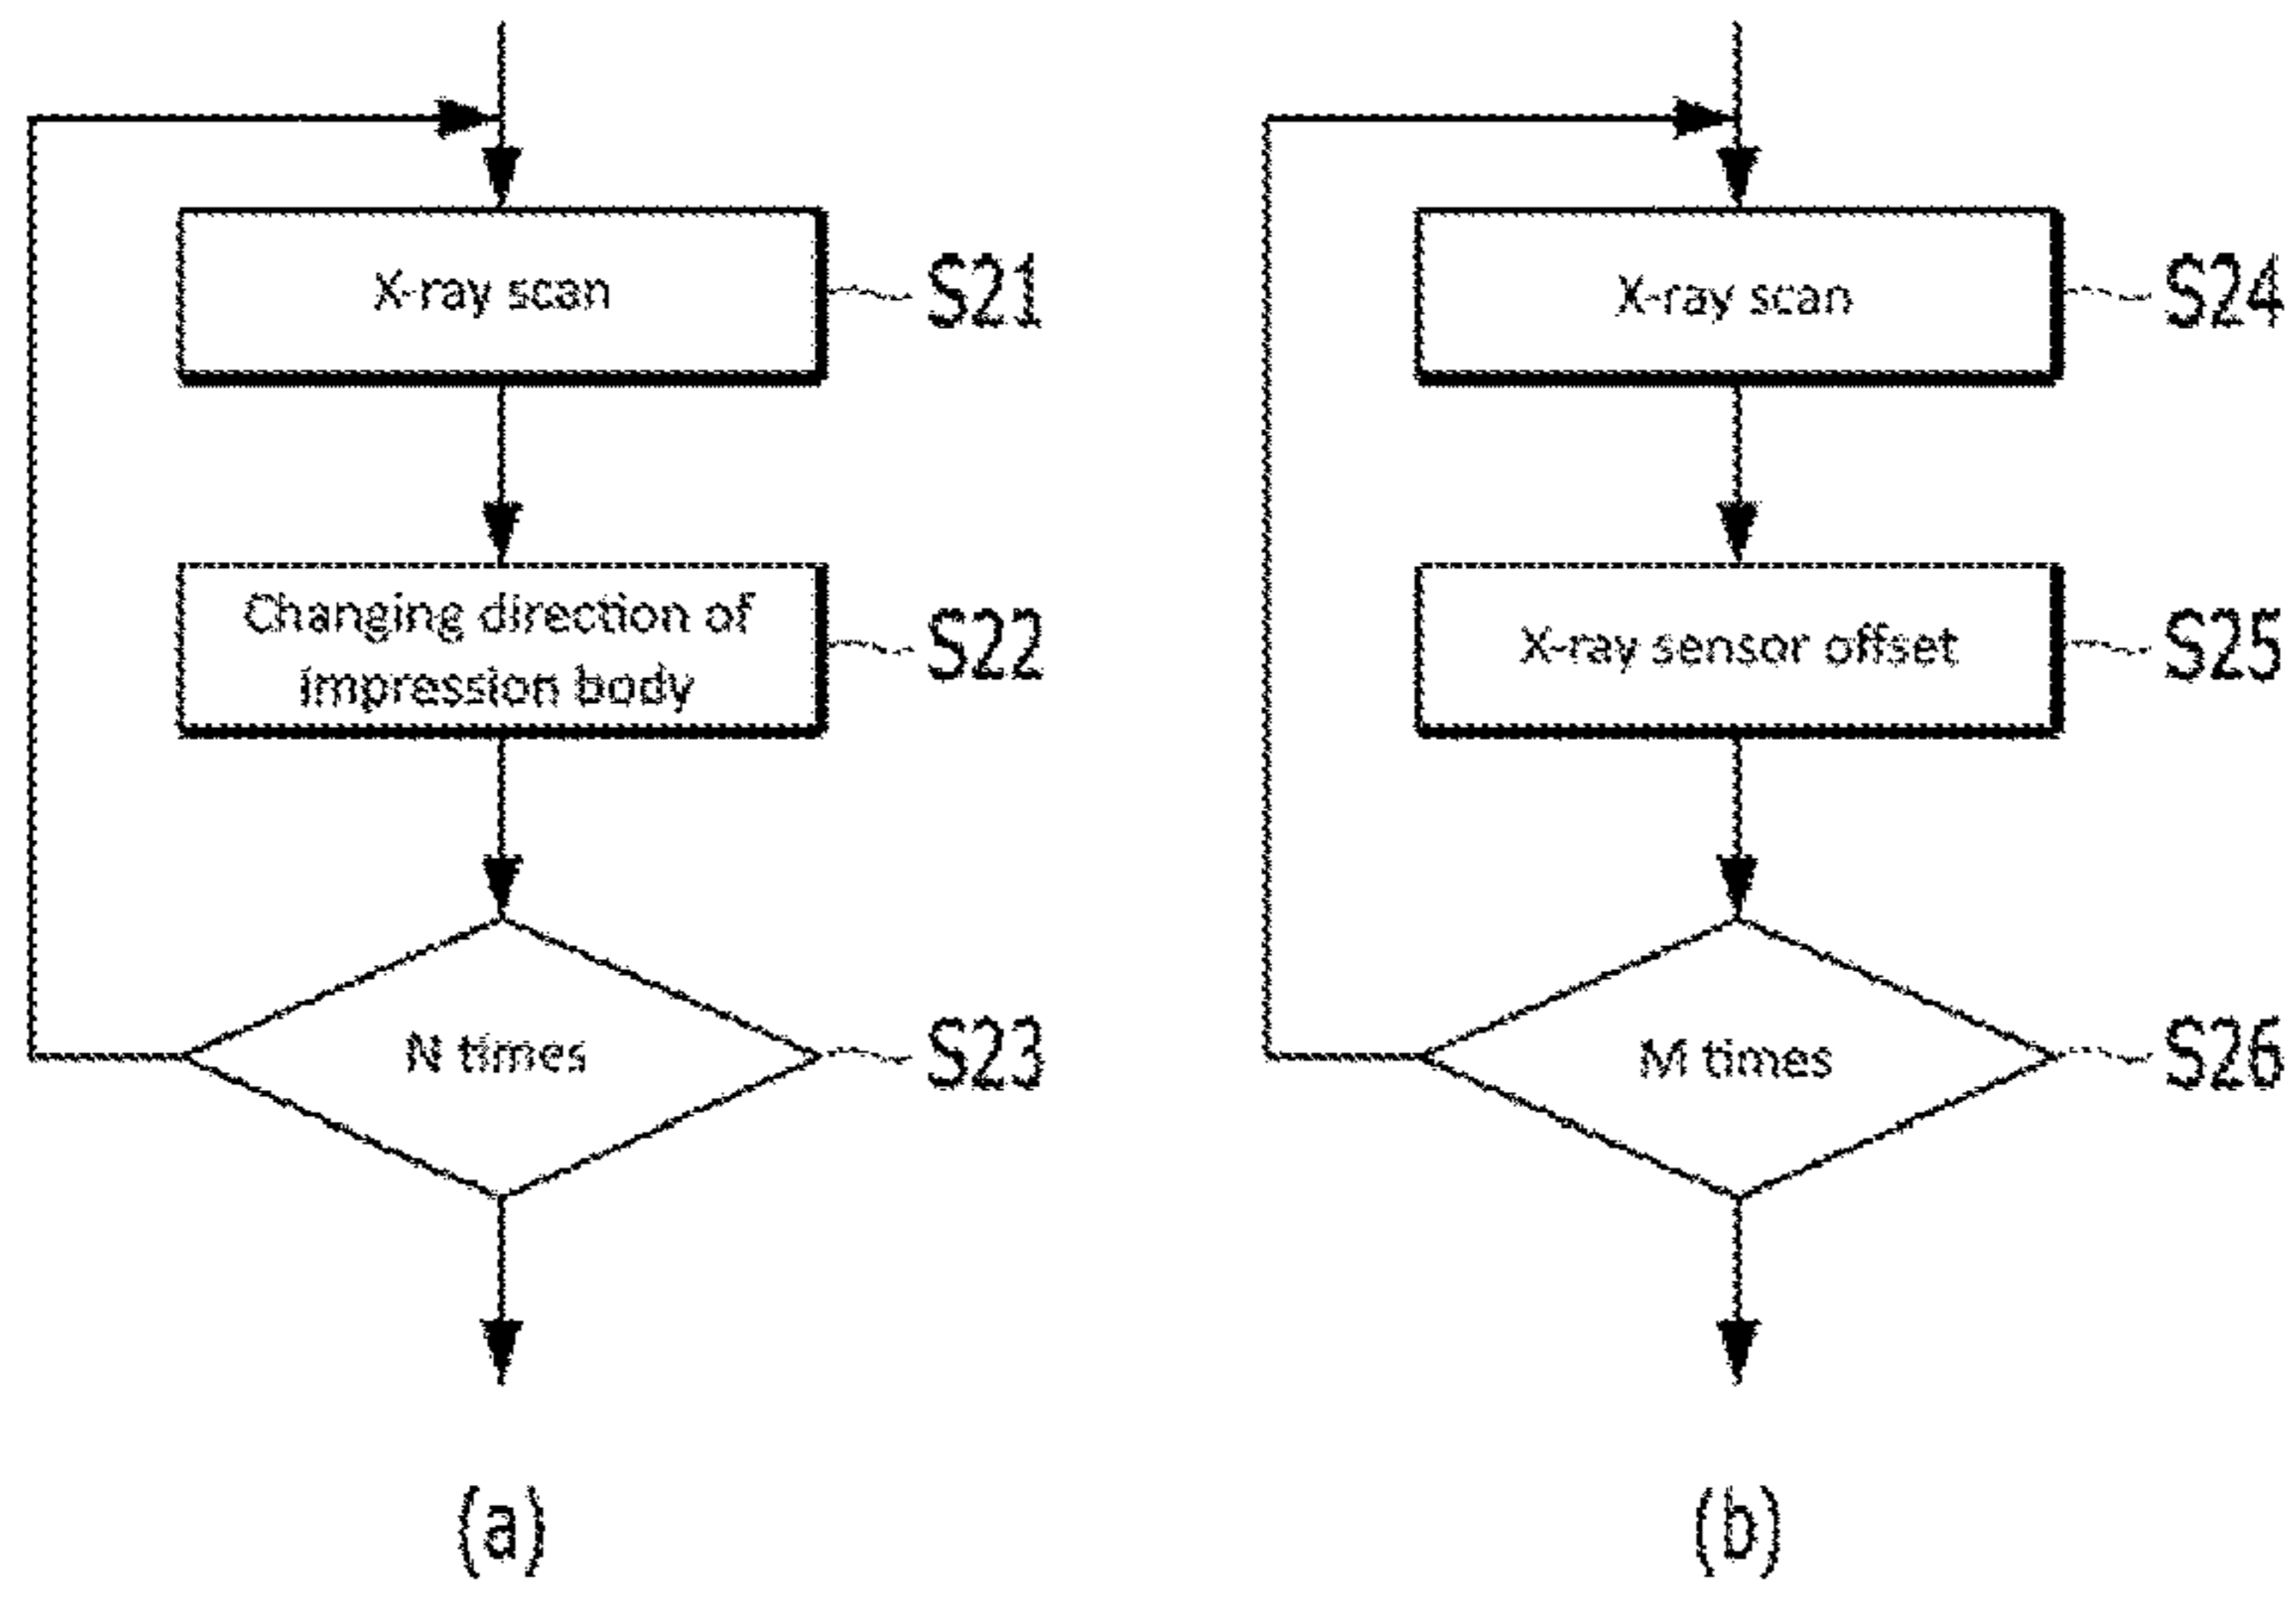 X-ray scan
S21
Changing direction of
impression body
S22
N times
S23
(a)
X-ray scan
S24
X-ray sensor offset
S25
M times
S26
(b)